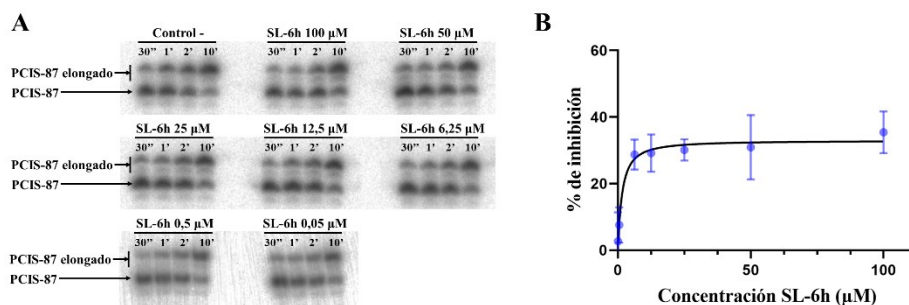 A
Control -
SL-6h 100 µM
SL-6h 50 µM
30” 1’ 2’ 10’
30” 1’ 2’ 10’
30” 1’ 2’ 10’
PCIS-87 elongado
PCIS-87
SL-6h 25 µM
SL-6h 12,5 µM
SL-6h 6,25 µM
30” 1’ 2’ 10’
30” 1’ 2’ 10’
30” 1’ 2’ 10’
PCIS-87 elongado
PCIS-87
SL-6h 0,5 µM
SL-6h 0,05 µM
30” 1’ 2’ 10’
30” 1’ 2’ 10’
PCIS-87 elongado
PCIS-87
B
% de inhibición
60
40
20
0
0 50 100
Concentración SL-6h (µM)